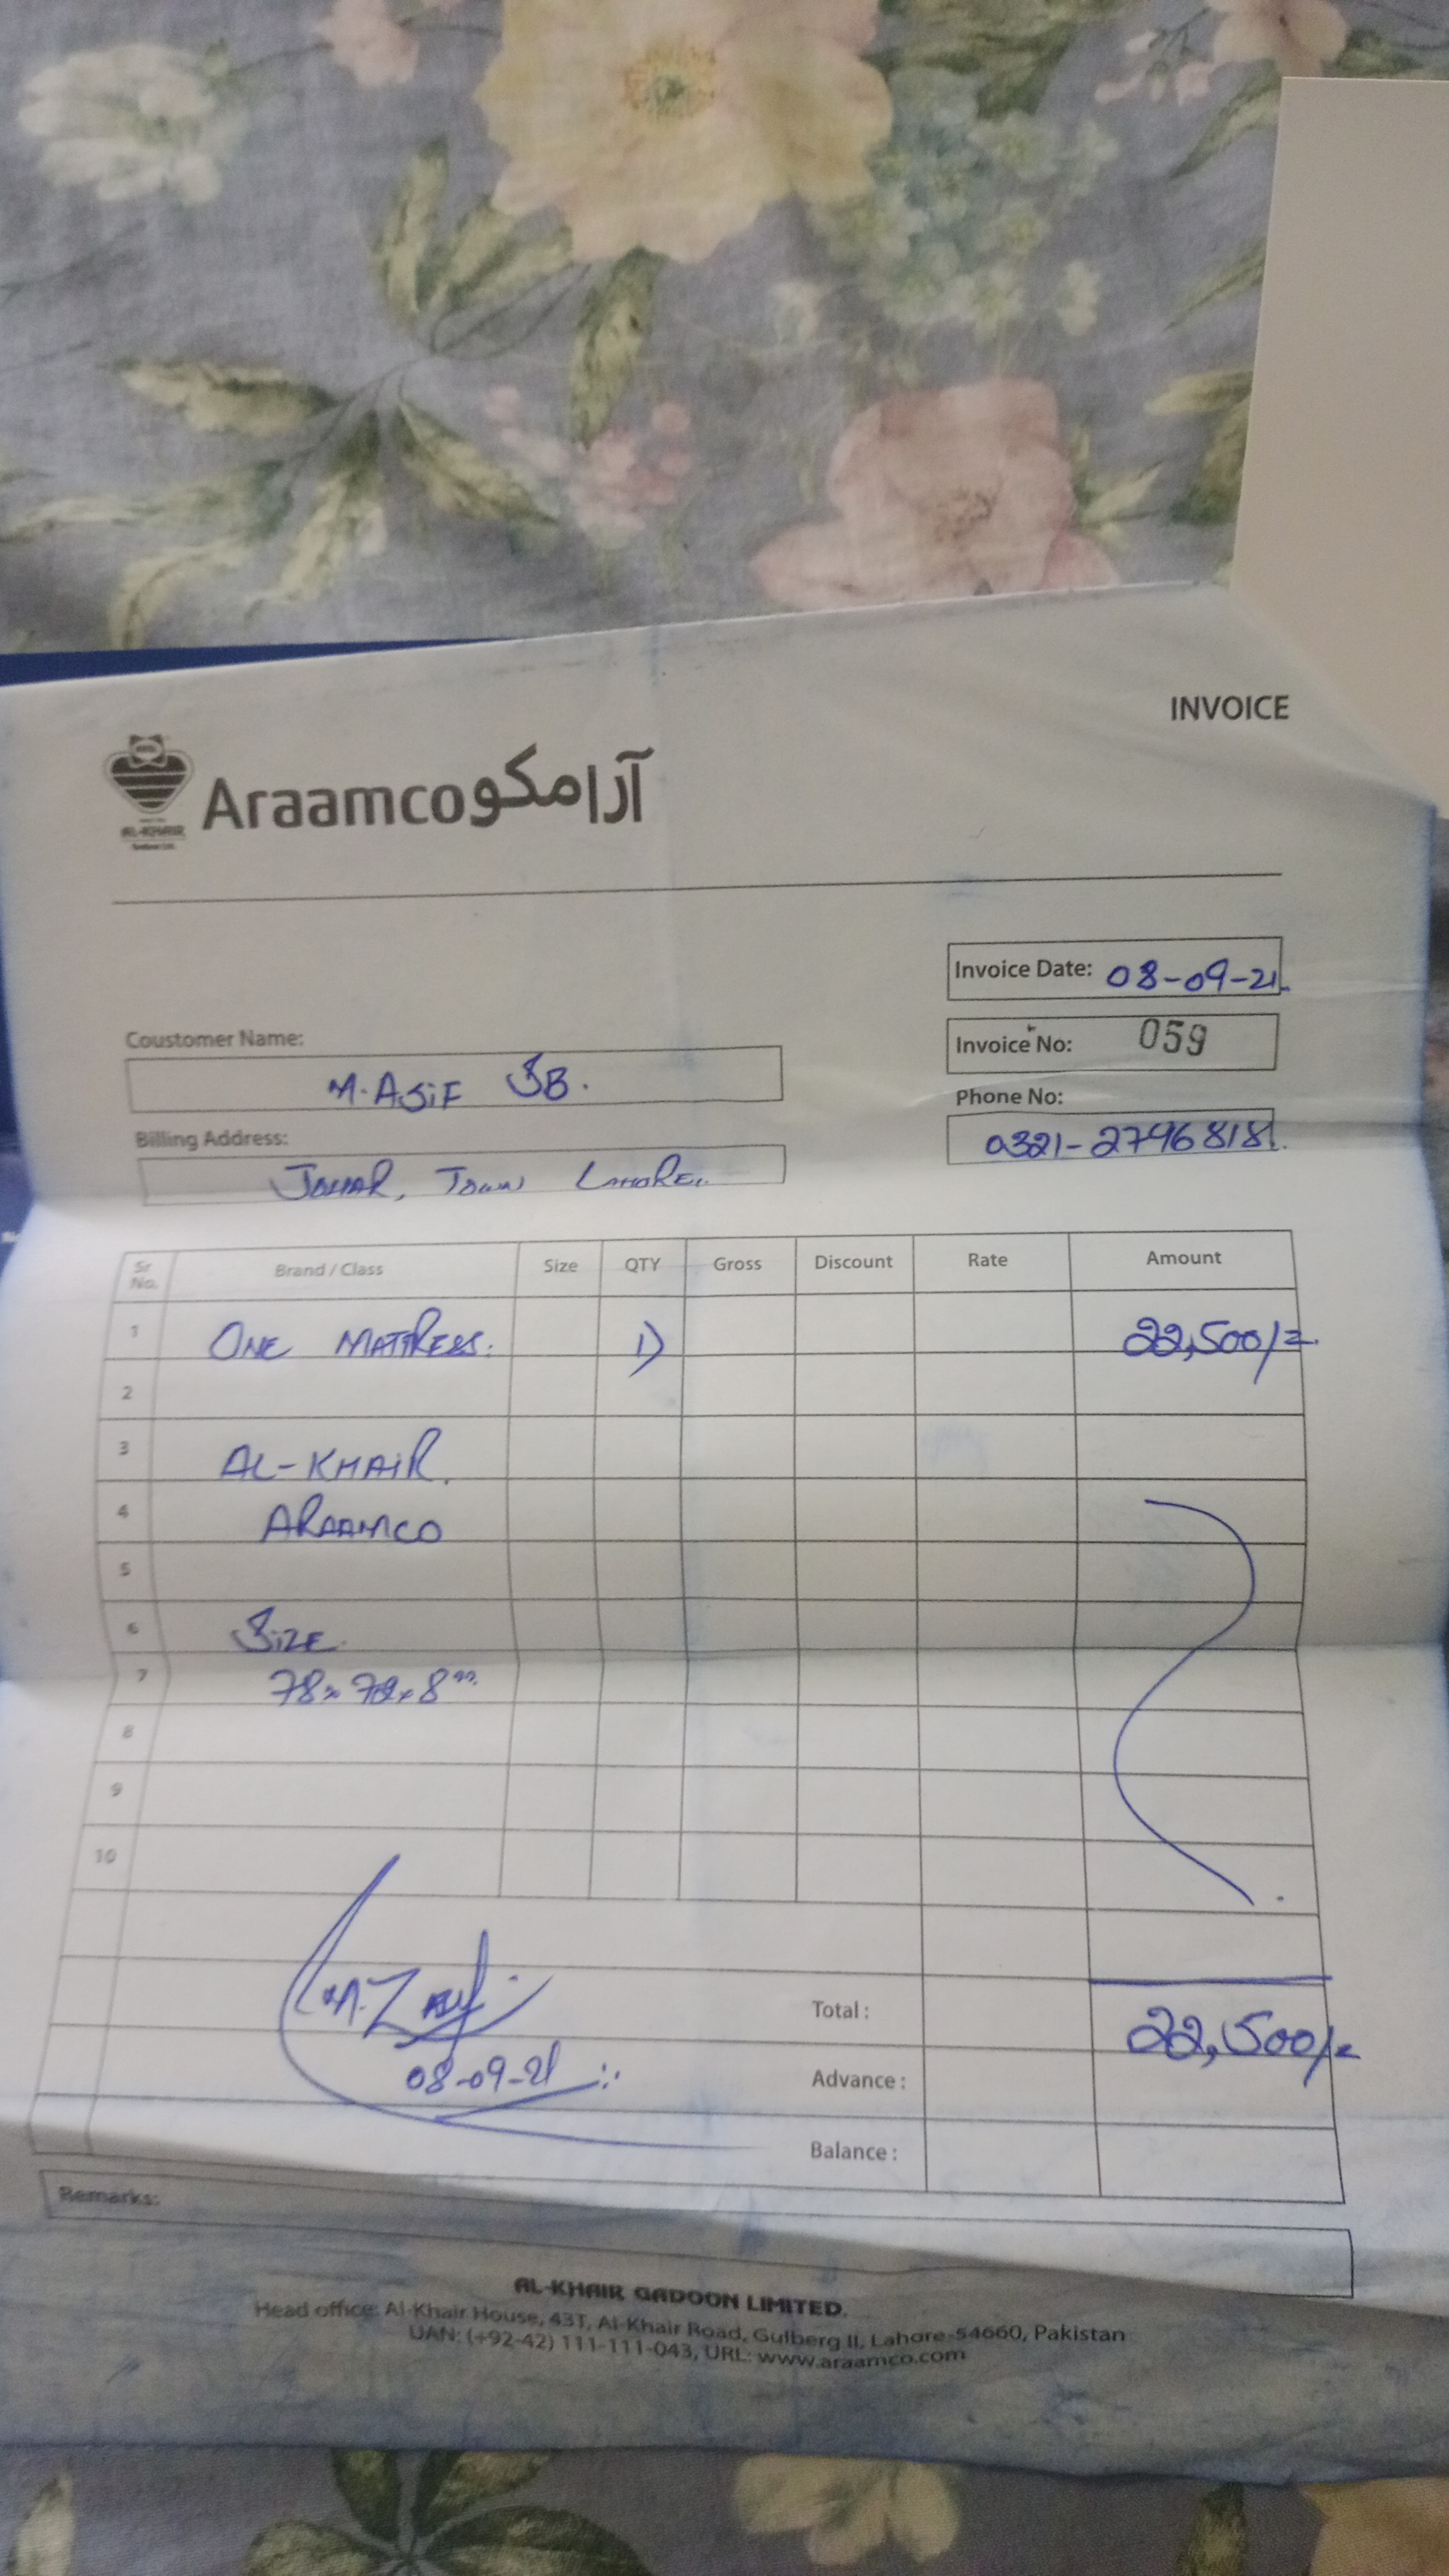 INVOICE
AL-KHAIR
Araamco آرامکو
Invoice Date: 08-09-21
Coustomer Name:
Invoice No: 059
M. ASiF SB.
Phone No:
Billing Address:
0321-2796818
JOHAR, TOWN LAHORE.
Sr No. Brand / Class Size QTY Gross Discount Rate Amount
1 ONE MATTRESS. 1) 22,500/=
2
3 AL-KHAiR.
4 ARAAMCO
5
6 SiZE
7 78x72x8"
8
9
10
Total: 22,500/=
08-09-21
Advance:
Balance:
Remarks:
AL-KHAIR GADOON LIMITED.
Head office: Al-Khair House, 43T, Al-Khair Road, Gulberg II, Lahore-54660, Pakistan
UAN: (+92-42) 111-111-043, URL: www.araamco.com